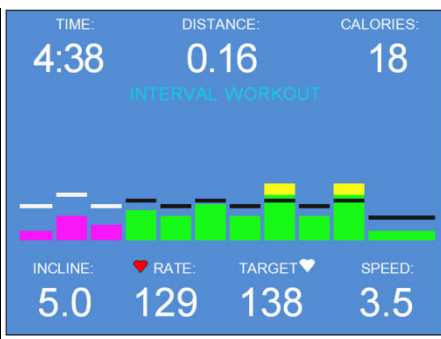 TIME: DISTANCE: CALORIES:
4:38 0.16 18
INTERVAL WORKOUT
INCLINE: RATE: TARGET SPEED:
5.0 129 138 3.5